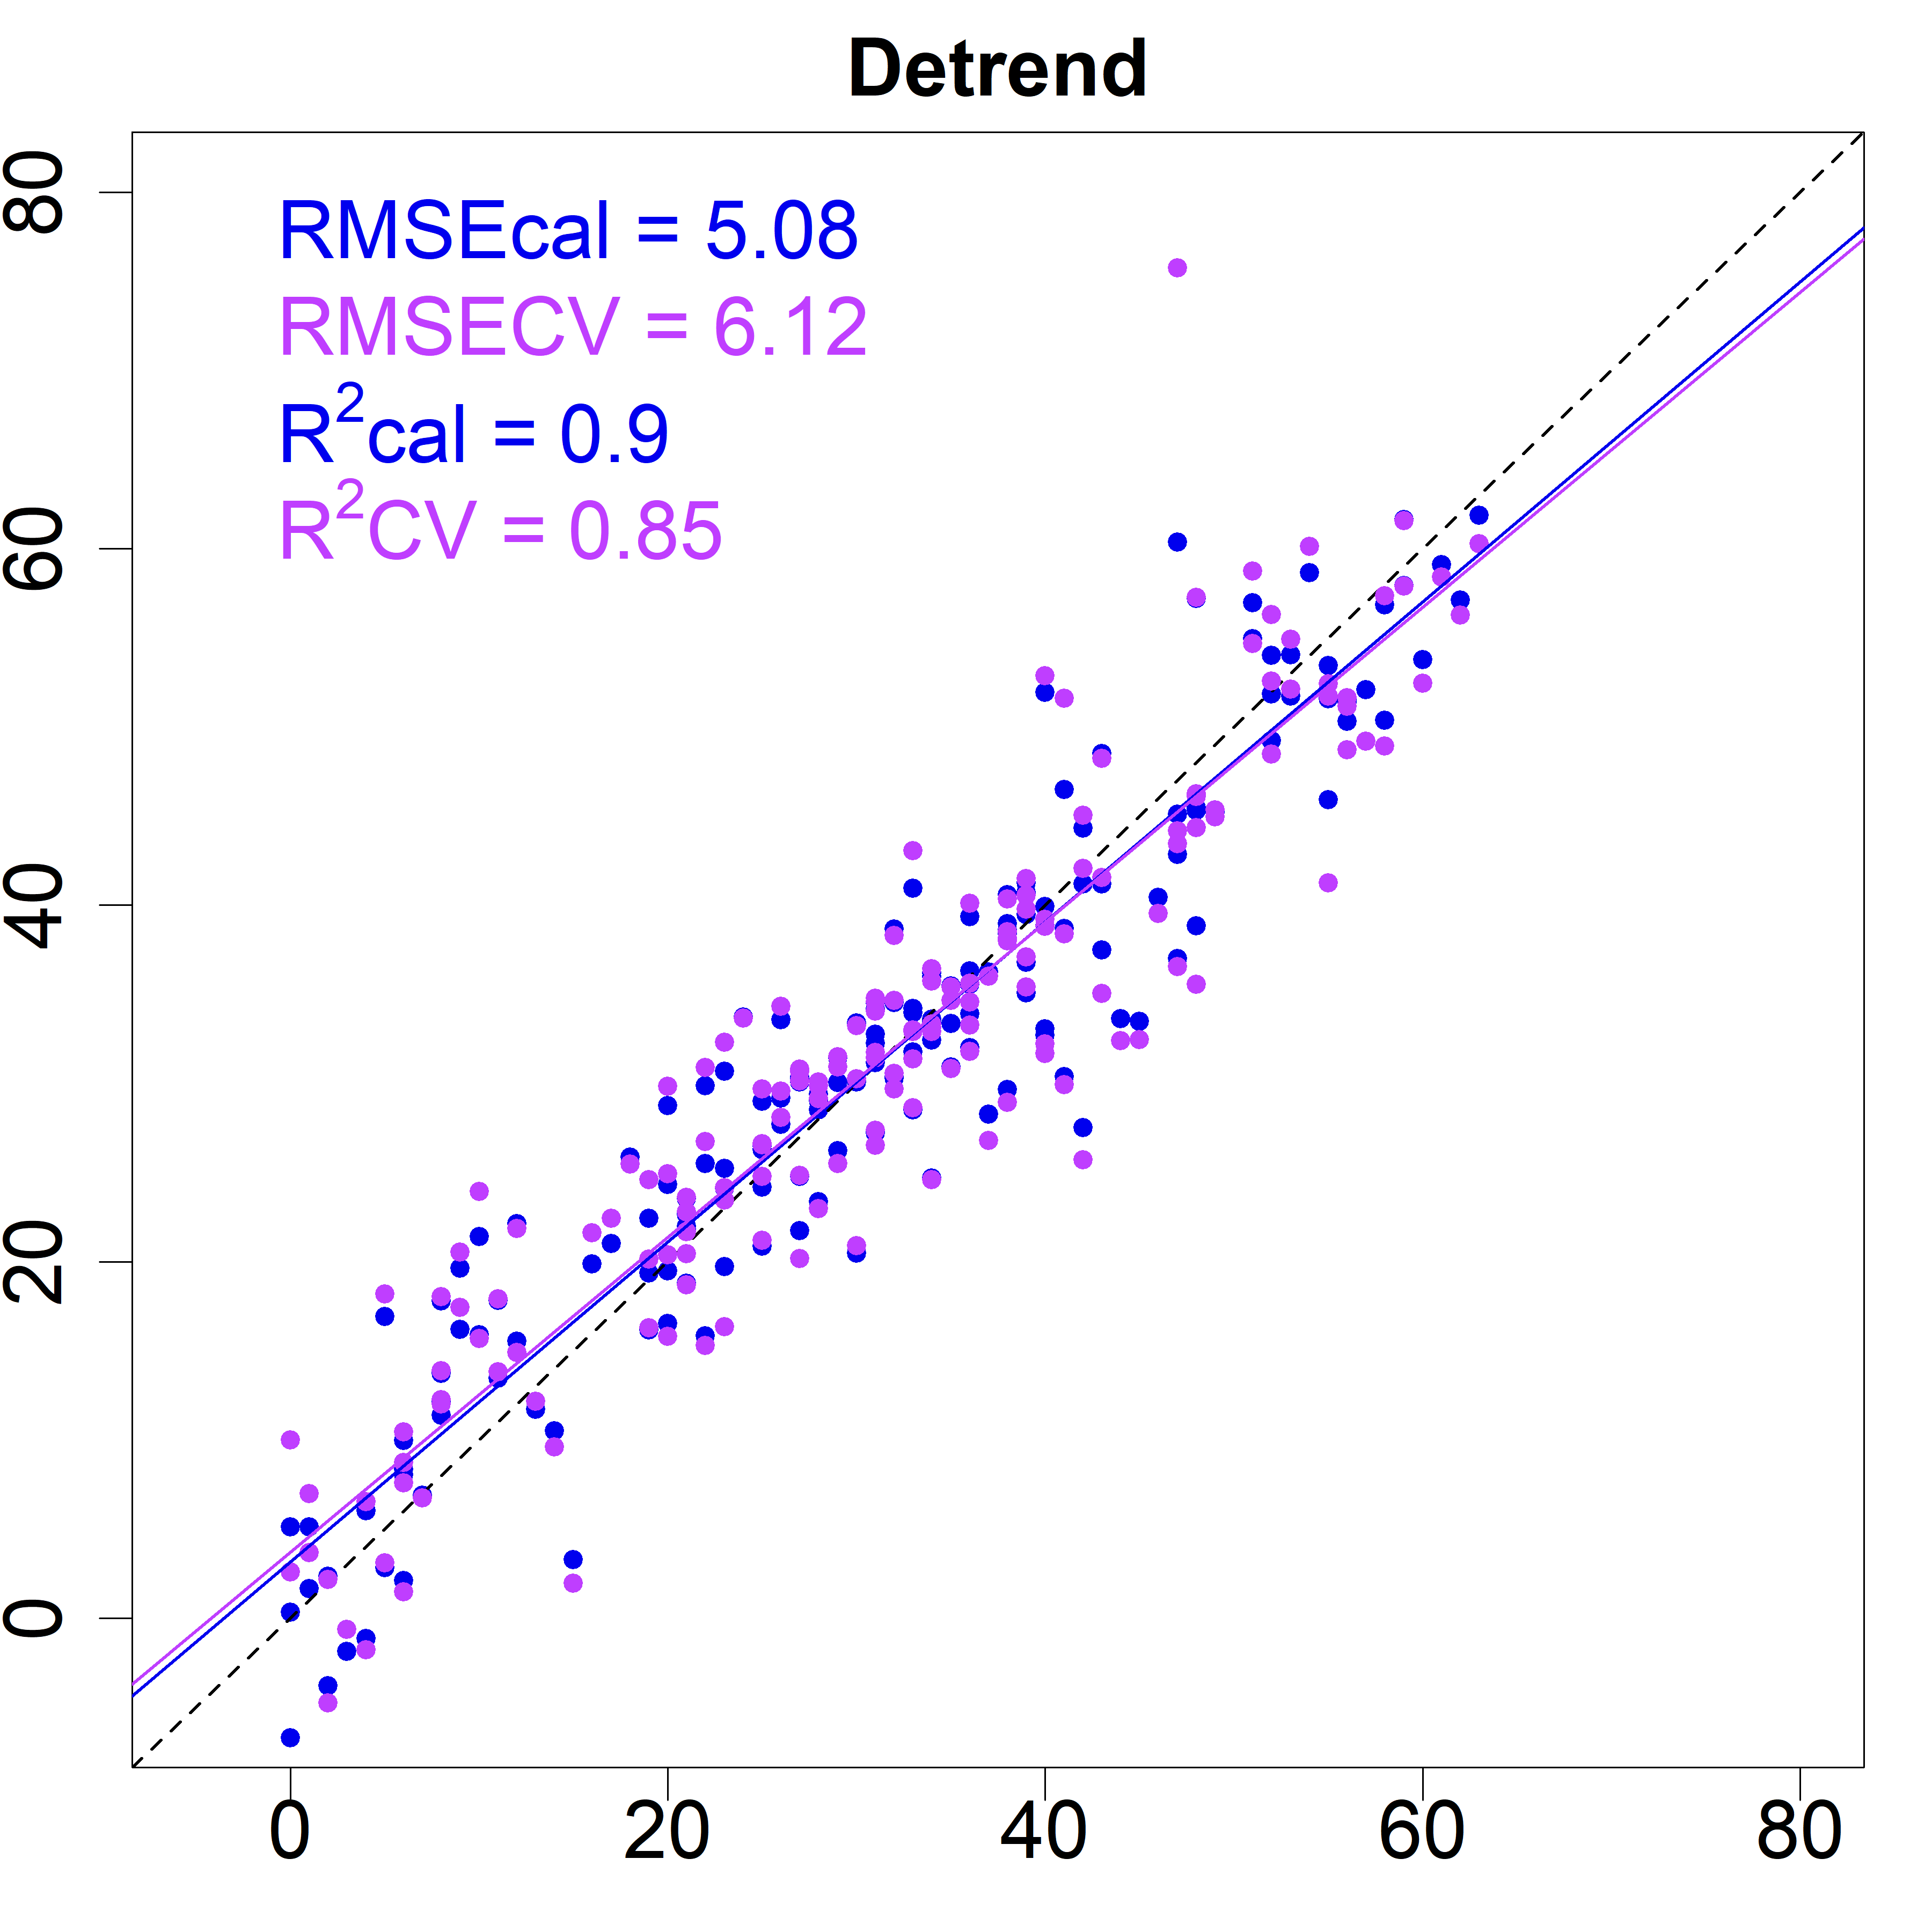 Detrend
80
RMSEcal = 5.08
RMSECV = 6.12
R²cal = 0.9
R²CV = 0.85
60
40
20
0
0 20 40 60 80